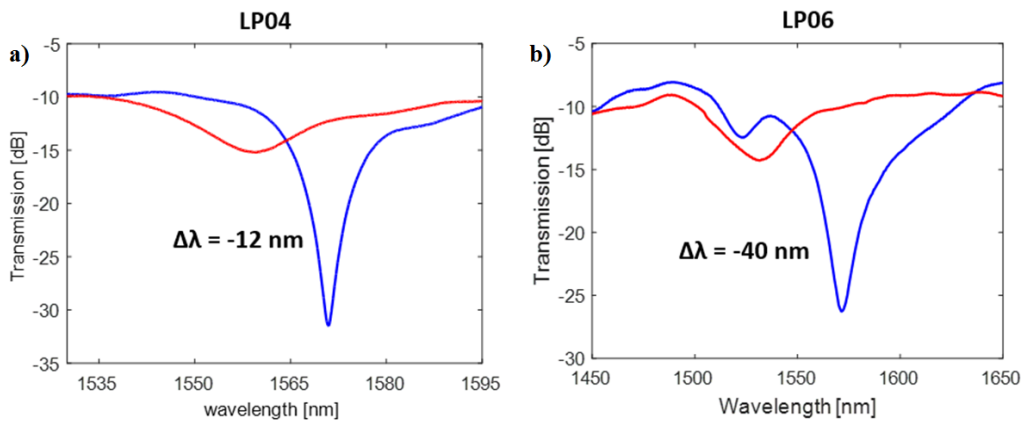 LP04
a)
-5
-10
-15
-20
-25
-30
-35
Transmission [dB]
Δλ = -12 nm
1535
1550
1565
1580
1595
wavelength [nm]
LP06
b)
-5
-10
-15
-20
-25
-30
Transmission [dB]
Δλ = -40 nm
1450
1500
1550
1600
1650
Wavelength [nm]